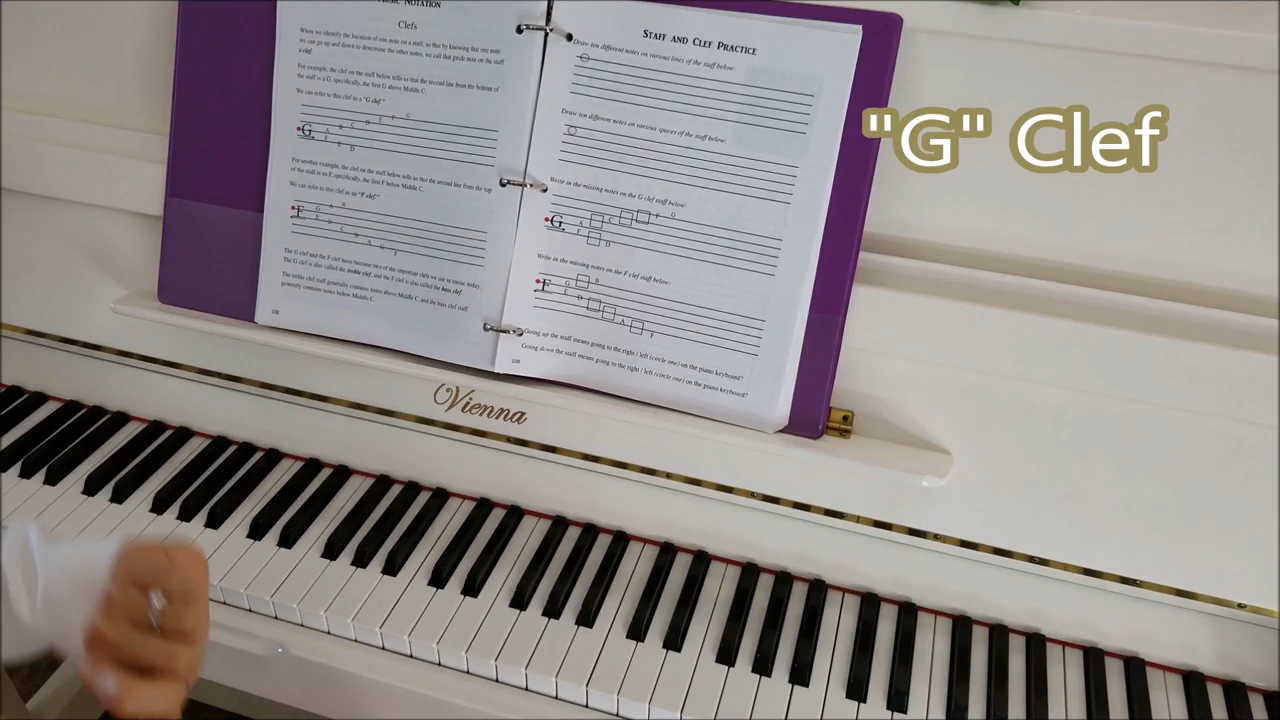 MUSIC NOTATION
Clefs
When we identify the location of one note on a staff, so that by knowing that one note
we can go up and down to determine the other notes, we call that guide note on the staff
a clef.
For example, the clef on the staff below tells us that the second line from the bottom of
the staff is a G, specifically, the first G above Middle C.
We can refer to this clef as a "G clef."
G A B C D E F G
F E D
For another example, the clef on the staff below tells us that the second line from the top
of the staff is an F, specifically, the first F below Middle C.
We can refer to this clef as an "F clef."
F G A B
E D C B A G F
The G clef and the F clef have become two of the important clefs we use in music today.
The G clef is also called the treble clef, and the F clef is also called the bass clef.
The treble clef staff generally contains notes above Middle C, and the bass clef staff
generally contains notes below Middle C.
108
STAFF AND CLEF PRACTICE
Draw ten different notes on various lines of the staff below:
Draw ten different notes on various spaces of the staff below:
Write in the missing notes on the G clef staff below:
G A C F G
F D
Write in the missing notes on the F clef staff below:
F G B
E D A F
Going up the staff means going to the right / left (circle one) on the piano keyboard?
Going down the staff means going to the right / left (circle one) on the piano keyboard?
109
"G" Clef
Vienna